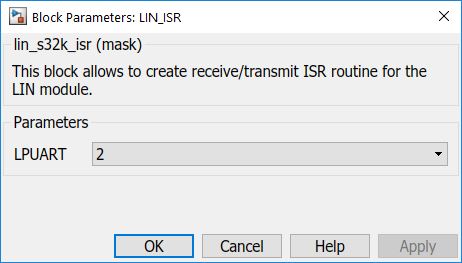 Block Parameters: LIN_ISR
lin_s32k_isr (mask)
This block allows to create receive/transmit ISR routine for the
LIN module.
Parameters
LPUART 2
OK Cancel Help Apply